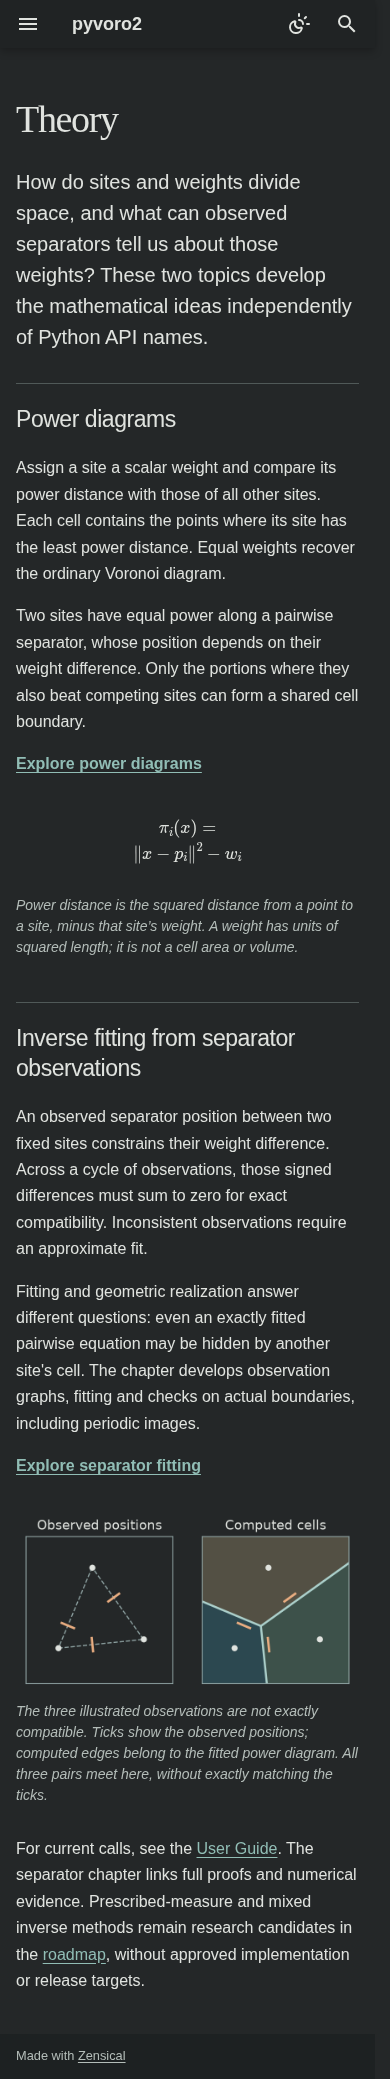 pyvoro2
Theory
How do sites and weights divide
space, and what can observed
separators tell us about those
weights? These two topics develop
the mathematical ideas independently
of Python API names.
Power diagrams
Assign a site a scalar weight and compare its
power distance with those of all other sites.
Each cell contains the points where its site has
the least power distance. Equal weights recover
the ordinary Voronoi diagram.
Two sites have equal power along a pairwise
separator, whose position depends on their
weight difference. Only the portions where they
also beat competing sites can form a shared cell
boundary.
Explore power diagrams
πᵢ(x) =
‖x − pᵢ‖² − wᵢ
Power distance is the squared distance from a point to
a site, minus that site’s weight. A weight has units of
squared length; it is not a cell area or volume.
Inverse fitting from separator
observations
An observed separator position between two
fixed sites constrains their weight difference.
Across a cycle of observations, those signed
differences must sum to zero for exact
compatibility. Inconsistent observations require
an approximate fit.
Fitting and geometric realization answer
different questions: even an exactly fitted
pairwise equation may be hidden by another
site’s cell. The chapter develops observation
graphs, fitting and checks on actual boundaries,
including periodic images.
Explore separator fitting
Observed positions Computed cells
The three illustrated observations are not exactly
compatible. Ticks show the observed positions;
computed edges belong to the fitted power diagram. All
three pairs meet here, without exactly matching the
ticks.
For current calls, see the User Guide. The
separator chapter links full proofs and numerical
evidence. Prescribed-measure and mixed
inverse methods remain research candidates in
the roadmap, without approved implementation
or release targets.
Made with Zensical